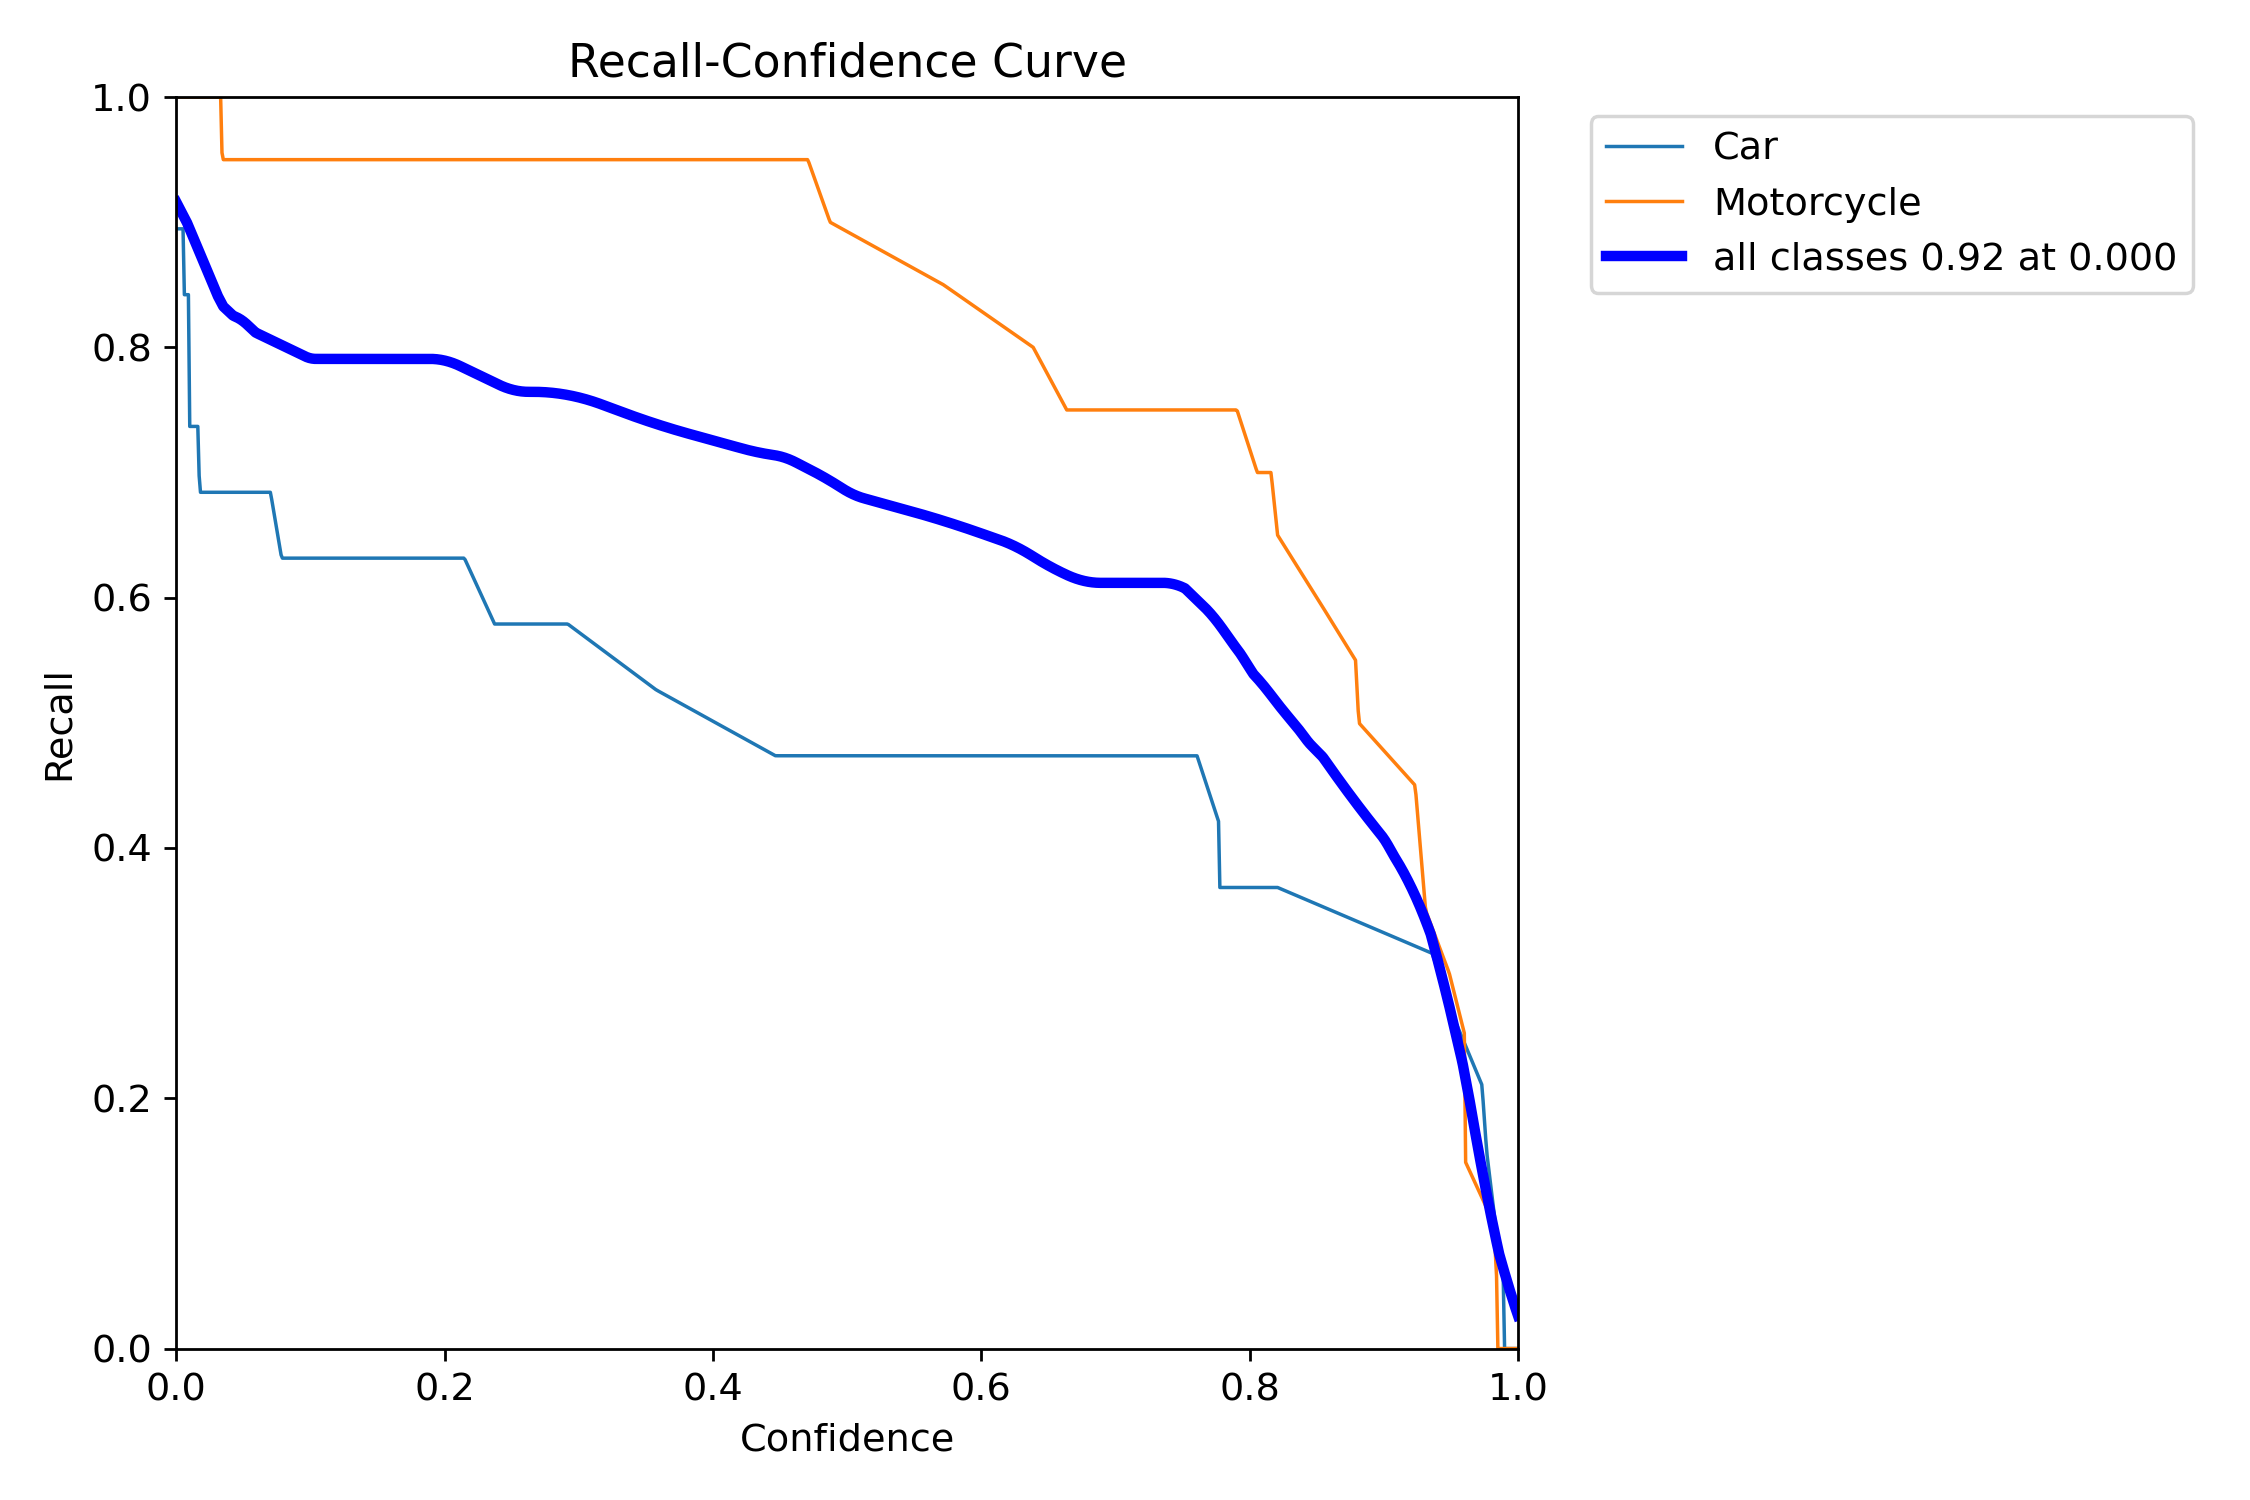 Recall-Confidence Curve
1.0
0.8
0.6
0.4
0.2
0.0
Recall
0.0 0.2 0.4 0.6 0.8 1.0
Confidence
Car
Motorcycle
all classes 0.92 at 0.000